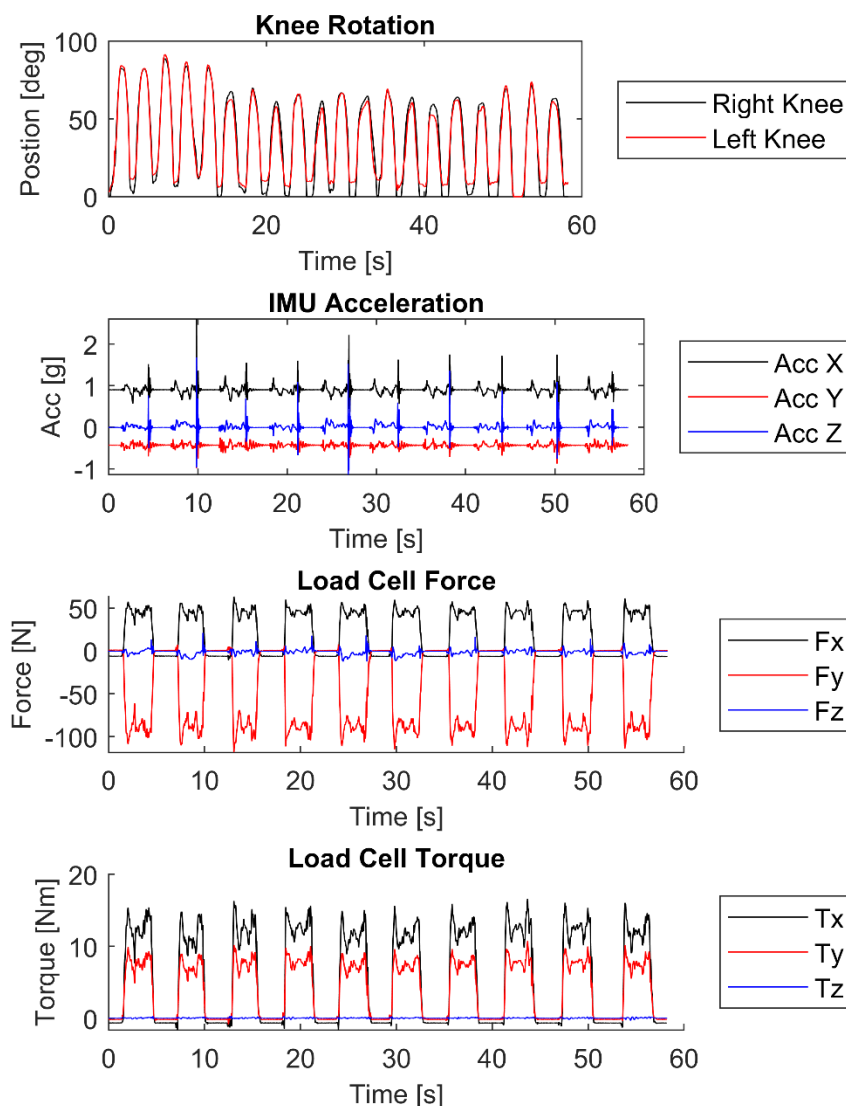 Knee Rotation
100
50
0
Postion [deg]
20
40
60
Time [s]
Right Knee
Left Knee
IMU Acceleration
2
1
0
-1
Acc [g]
0
10
20
30
40
50
60
Time [s]
Acc X
Acc Y
Acc Z
Load Cell Force
50
0
-50
-100
Force [N]
0
10
20
30
40
50
60
Time [s]
Fx
Fy
Fz
Load Cell Torque
20
10
0
Torque [Nm]
0
10
20
30
40
50
60
Time [s]
Tx
Ty
Tz